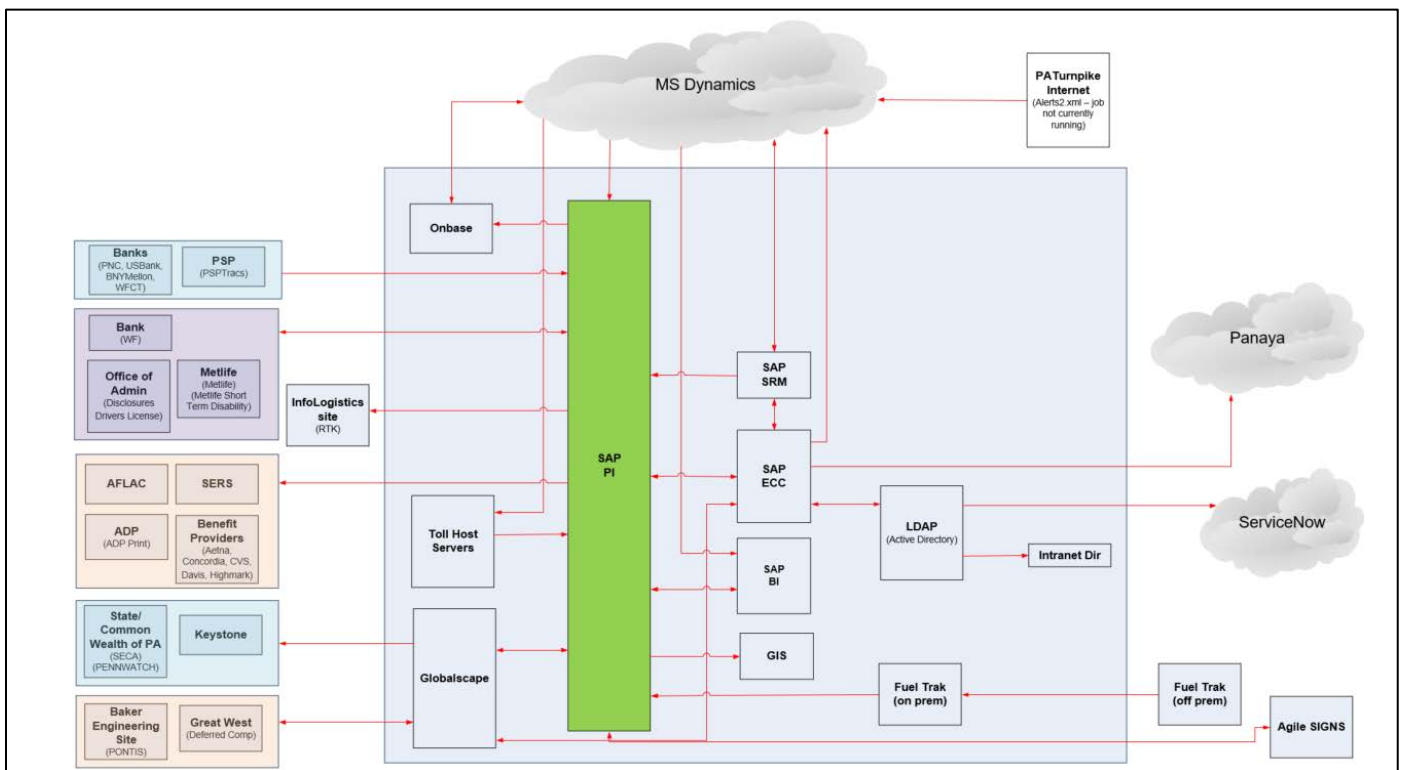 MS Dynamics
PATurnpike
Internet
(Alerts2.xml – job
not currently
running)
Onbase
Banks
(PNC, USBank,
BNYMellon,
WFCT)
PSP
(PSPTracs)
Bank
(WF)
Office of
Admin
(Disclosures
Drivers License)
Metlife
(Metlife)
(Metlife Short
Term Disability)
InfoLogistics
site
(RTK)
SAP
PI
SAP
SRM
SAP
ECC
Panaya
AFLAC
SERS
ADP
(ADP Print)
Benefit
Providers
(Aetna,
Concordia, CVS,
Davis, Highmark)
Toll Host
Servers
LDAP
(Active Directory)
ServiceNow
Intranet Dir
SAP
BI
State/
Common
Wealth of PA
(SECA)
(PENNWATCH)
Keystone
Globalscape
GIS
Fuel Trak
(on prem)
Fuel Trak
(off prem)
Baker
Engineering
Site
(PONTIS)
Great West
(Deferred Comp)
Agile SIGNS